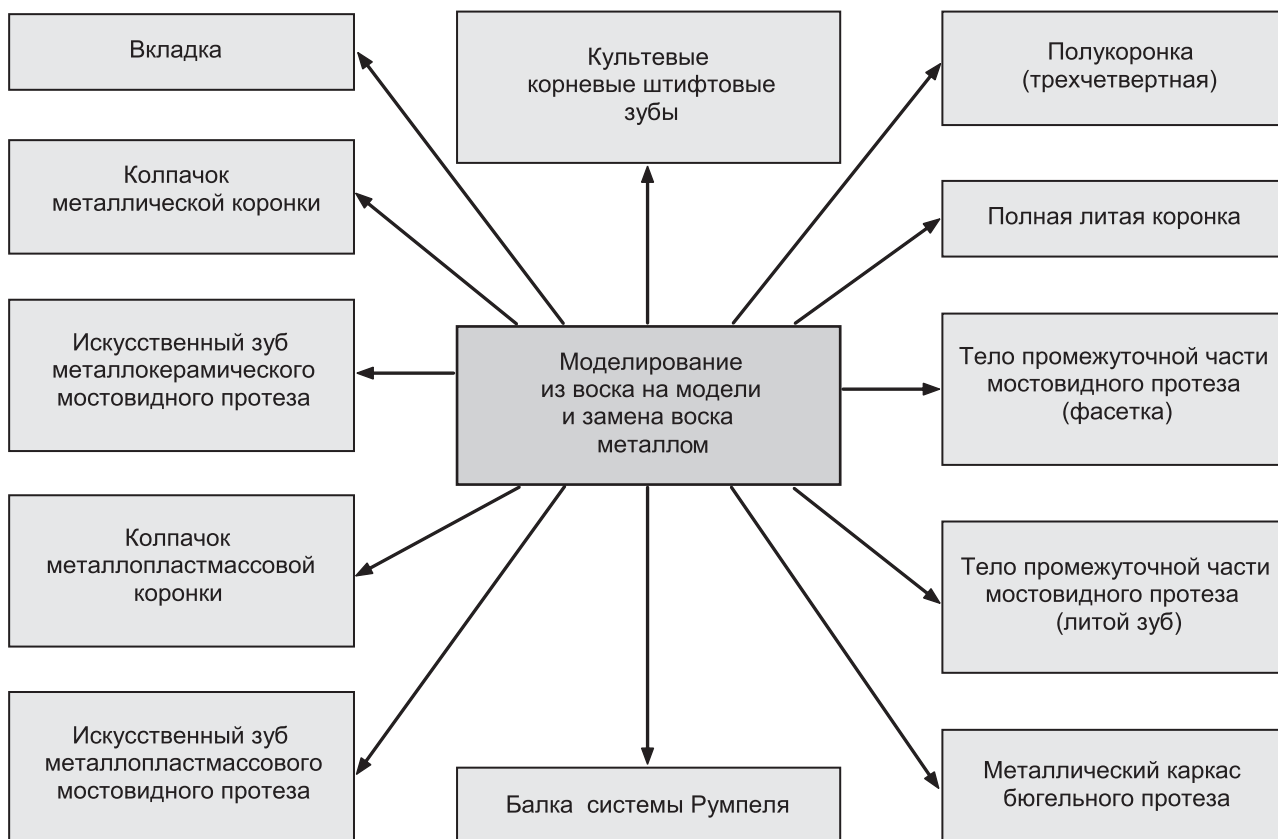 Вкладка
Культевые
корневые штифтовые
зубы
Полукоронка
(трехчетвертная)
Колпачок
металлической коронки
Полная литая коронка
Искусственный зуб
металлокерамического
мостовидного протеза
Моделирование
из воска на модели
и замена воска
металлом
Тело промежуточной части
мостовидного протеза
(фасетка)
Колпачок
металлопластмассовой
коронки
Тело промежуточной части
мостовидного протеза
(литой зуб)
Искусственный зуб
металлопластмассового
мостовидного протеза
Балка системы Румпеля
Металлический каркас
бюгельного протеза